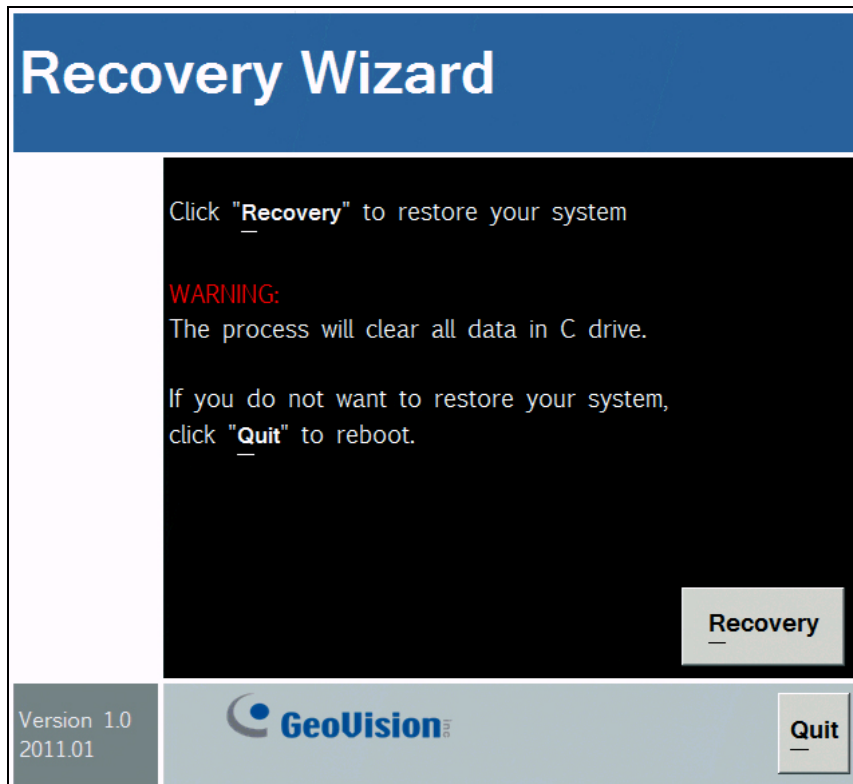 Recovery Wizard
Click "Recovery" to restore your system
WARNING:
The process will clear all data in C drive.
If you do not want to restore your system,
click "Quit" to reboot.
Recovery
Version 1.0
2011.01
GeoVision inc
Quit